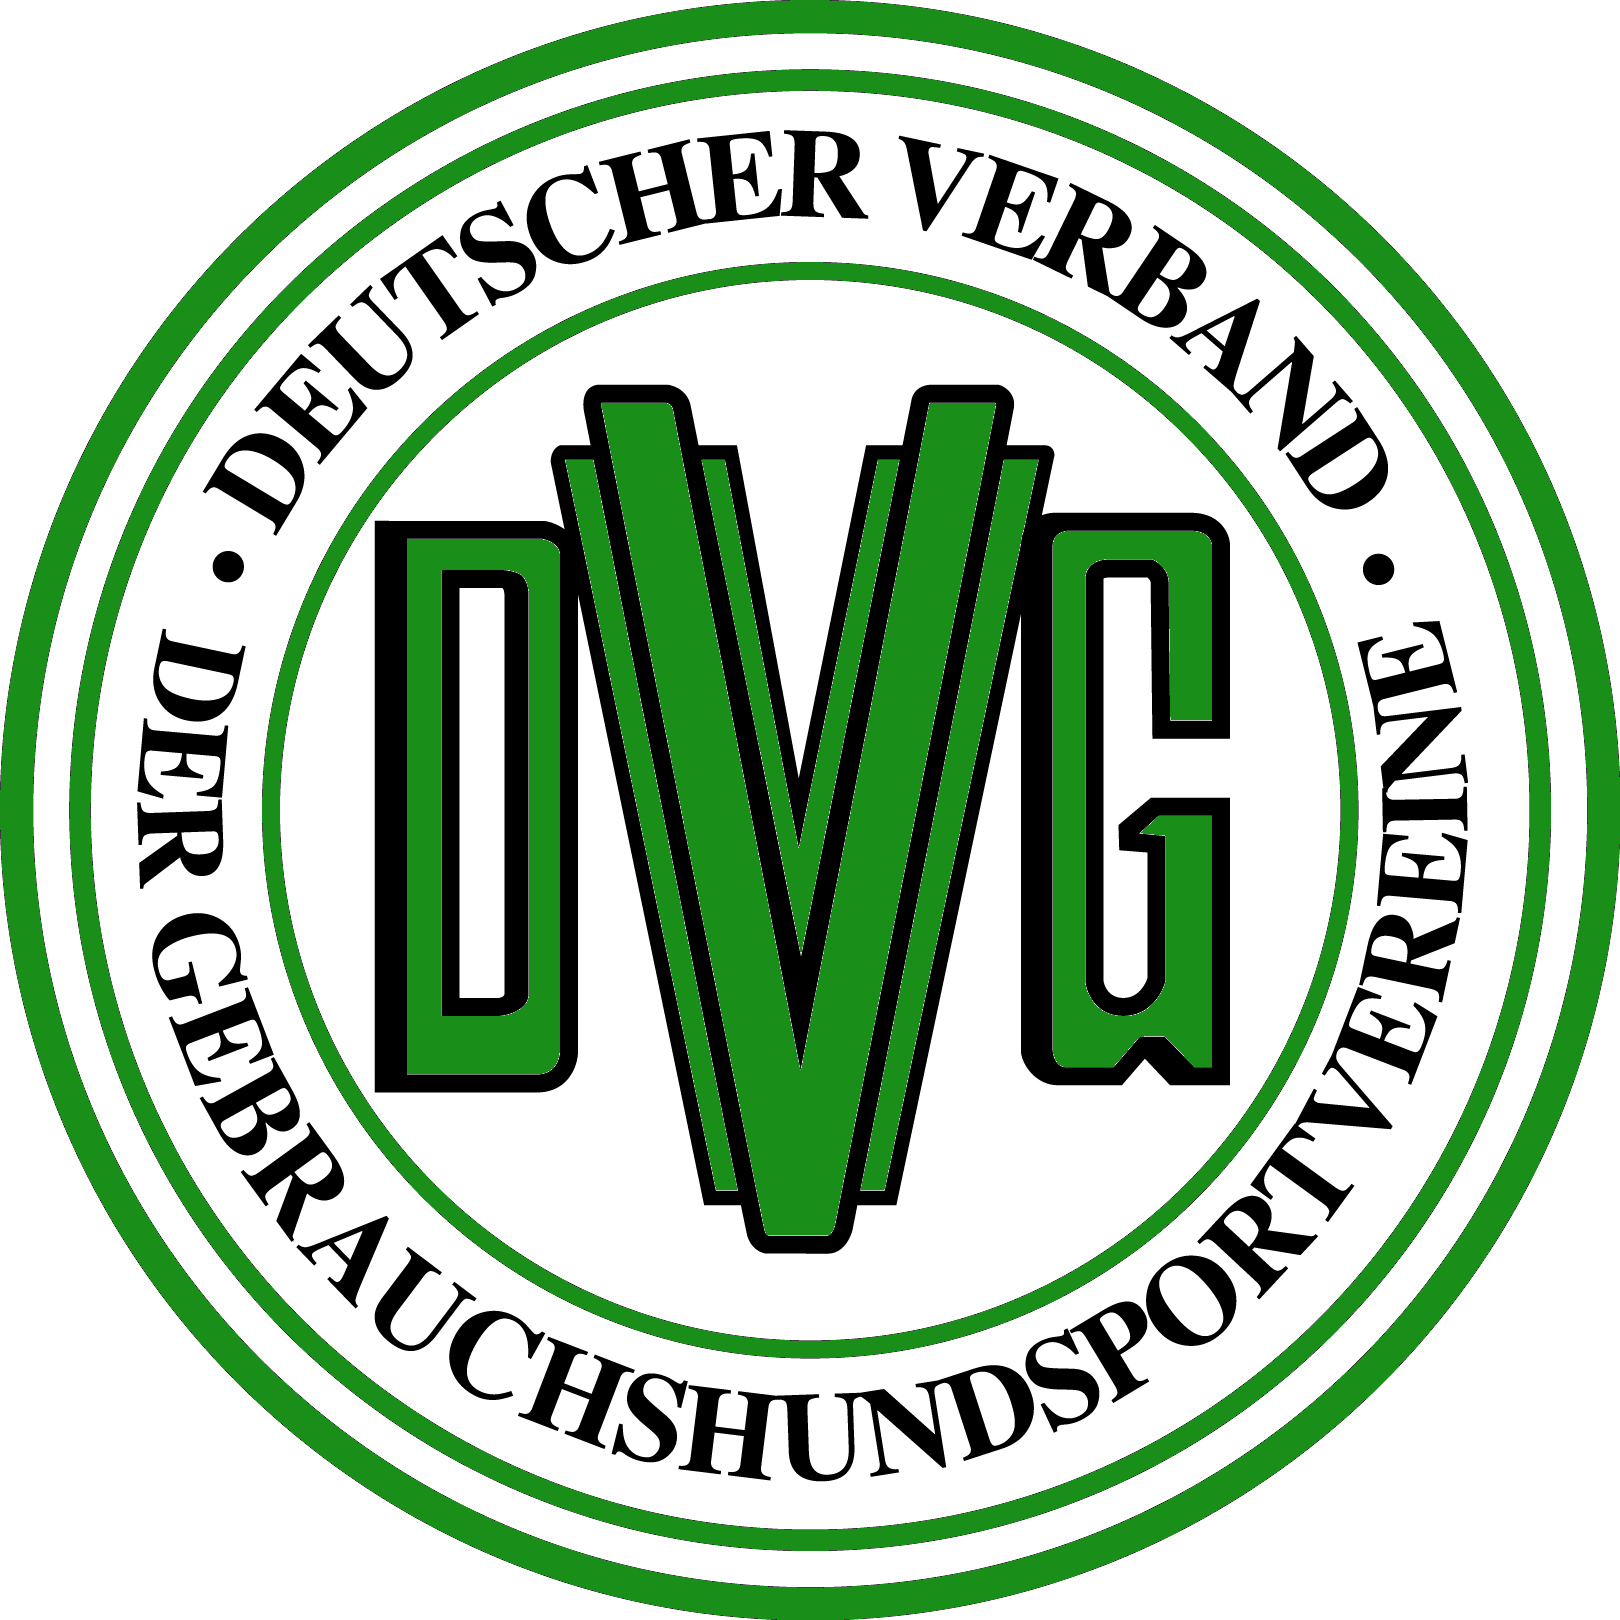 • DEUTSCHER VERBAND •
DER GEBRAUCHSHUNDSPORTVEREINE
DVG